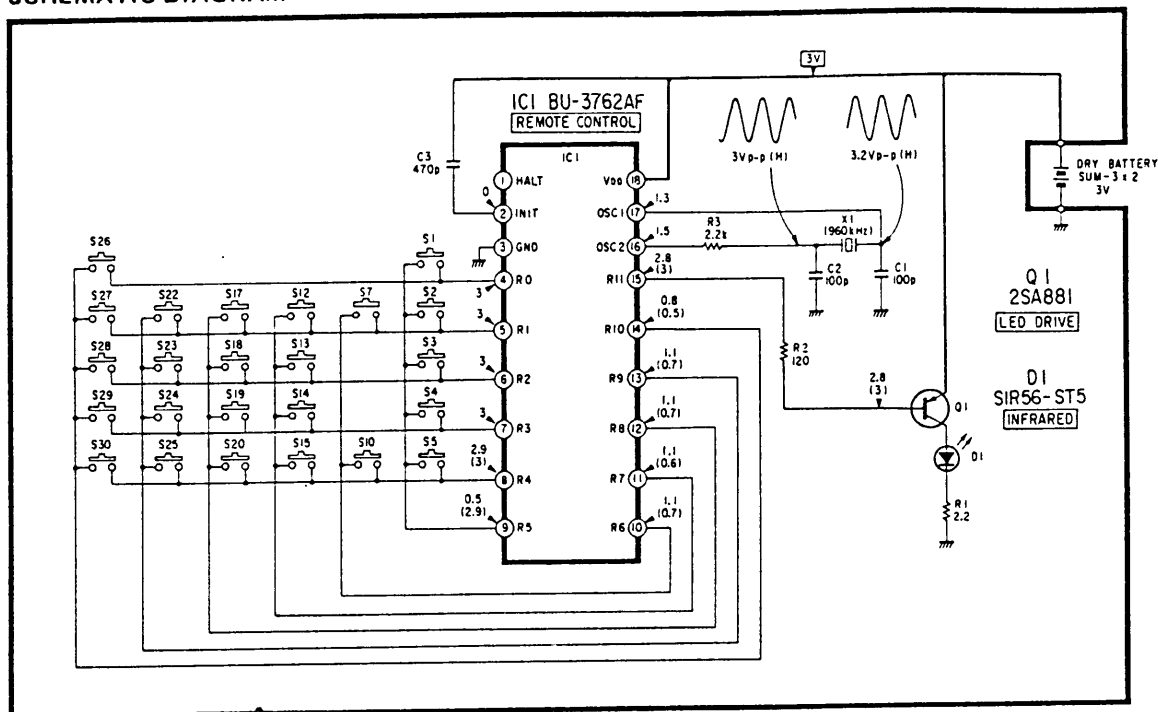 SCHEMATIC DIAGRAM
3V
IC1 BU-3762AF
REMOTE CONTROL
IC1
C3
470p
3Vp-p (H)
3.2Vp-p (H)
DRY BATTERY
SUM-3 x 2
3V
1 HALT
VDD 18
0
2 INIT
OSC1 17
1.3
3 GND
OSC2 16
1.5
R3
2.2k
X1
(960kHz)
C2
100p
C1
100p
S26
S1
4 R0
3
R11 15
2.8
(3)
S27
S22
S17
S12
S7
S2
5 R1
3
R10 14
0.8
(0.5)
S28
S23
S18
S13
S3
6 R2
3
R9 13
1.1
(0.7)
S29
S24
S19
S14
S4
7 R3
3
R8 12
1.1
(0.7)
S30
S25
S20
S15
S10
S5
8 R4
2.9
(3)
R7 11
1.1
(0.6)
9 R5
0.5
(2.9)
R6 10
1.1
(0.7)
R2
120
2.8
(3)
Q1
D1
R1
2.2
Q1
2SA881
LED DRIVE
D1
SIR56-ST5
INFRARED